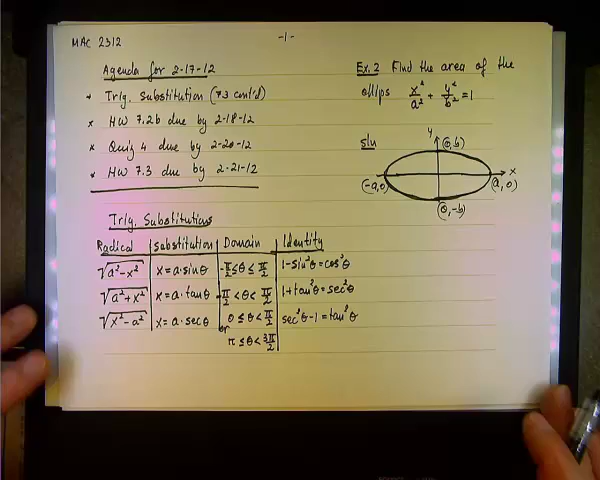 MAC 2312
-1-
Agenda for 2-17-12
* Trig. Substitution (7.3 cont'd)
* HW 7.2b due by 2-18-12
* Quiz 4 due by 2-20-12
* HW 7.3 due by 2-21-12
Trig. Substitutions
Radical | substitution | Domain | Identity
√(a²-x²) | x = a·sinθ | -π/2 ≤ θ ≤ π/2 | 1-sin²θ = cos²θ
√(a²+x²) | x = a·tanθ | -π/2 < θ < π/2 | 1+tan²θ = sec²θ
√(x²-a²) | x = a·secθ | 0 ≤ θ < π/2 | sec²θ-1 = tan²θ
or
π ≤ θ < 3π/2
Ex. 2 Find the area of the
ellips x²/a² + y²/b² = 1
sln
y
(0,b)
x
(-a,0)
(a,0)
(0,-b)